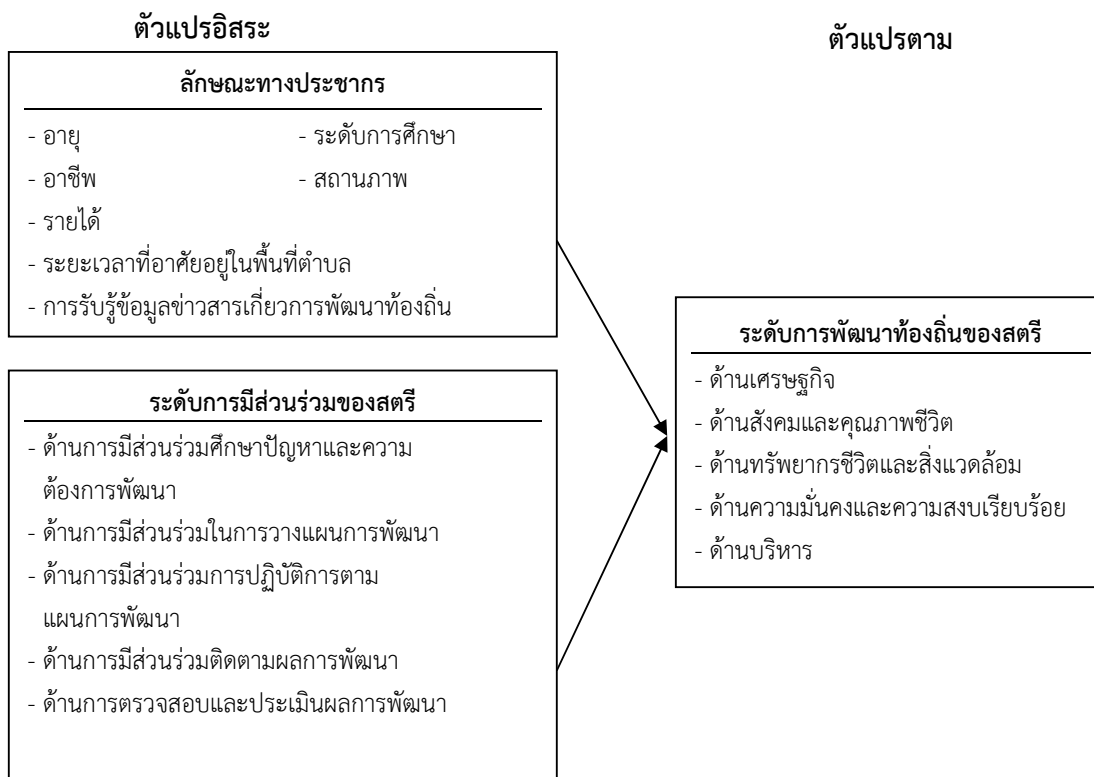 ตัวแปรอิสระ
ตัวแปรตาม
ลักษณะทางประชากร
- อายุ - ระดับการศึกษา
- อาชีพ - สถานภาพ
- รายได้
- ระยะเวลาที่อาศัยอยู่ในพื้นที่ตำบล
- การรับรู้ข้อมูลข่าวสารเกี่ยวการพัฒนาท้องถิ่น
ระดับการมีส่วนร่วมของสตรี
- ด้านการมีส่วนร่วมศึกษาปัญหาและความ
ต้องการพัฒนา
- ด้านการมีส่วนร่วมในการวางแผนการพัฒนา
- ด้านการมีส่วนร่วมการปฏิบัติการตาม
แผนการพัฒนา
- ด้านการมีส่วนร่วมติดตามผลการพัฒนา
- ด้านการตรวจสอบและประเมินผลการพัฒนา
ระดับการพัฒนาท้องถิ่นของสตรี
- ด้านเศรษฐกิจ
- ด้านสังคมและคุณภาพชีวิต
- ด้านทรัพยากรชีวิตและสิ่งแวดล้อม
- ด้านความมั่นคงและความสงบเรียบร้อย
- ด้านบริหาร